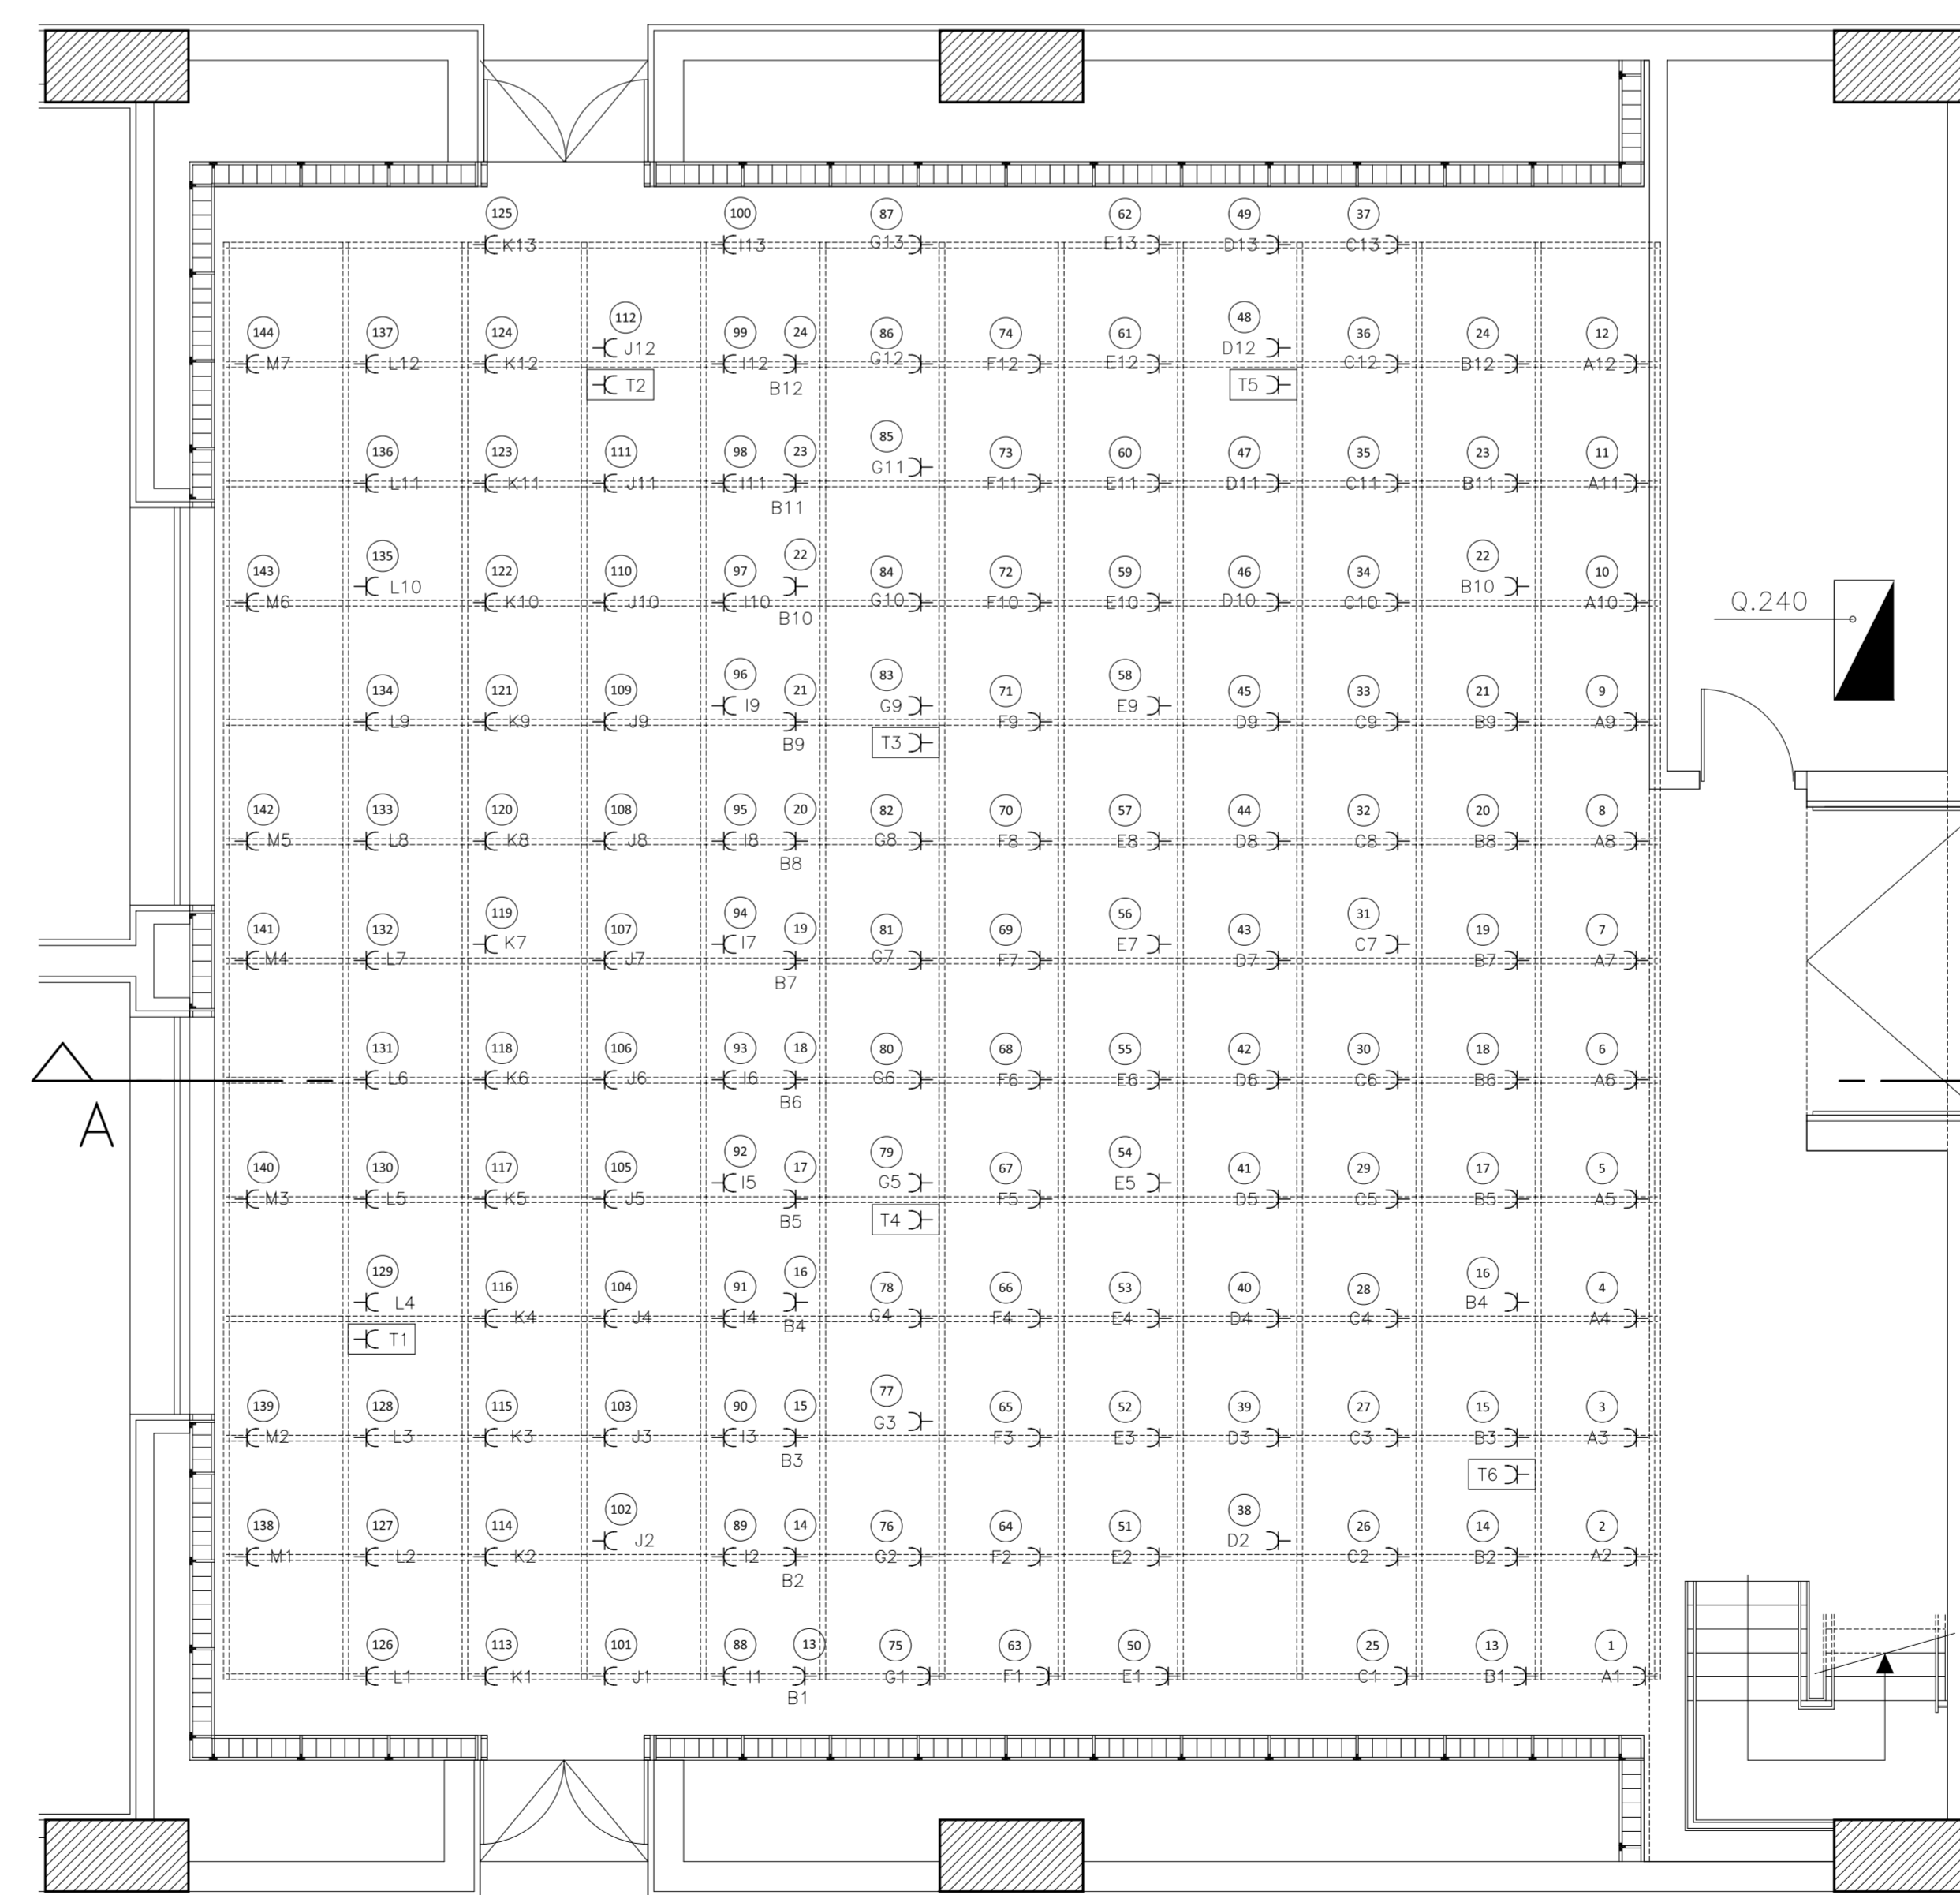 125 100 87 62 49 37
K13 I13 G13 E13 D13 C13
112 48
144 137 124 99 24 86 74 61 36 24 12
J12 D12
M7 L12 K12 I12 G12 F12 E12 C12 B12 A12
T2 B12 T5
85
136 123 111 98 23 73 60 47 35 23 11
G11
L11 K11 J11 I11 F11 E11 D11 C11 B11 A11
B11
135 22 22
143 122 110 97 84 72 59 46 34 10
L10 B10
M6 K10 J10 I10 G10 F10 E10 D10 C10 A10 Q.240
B10
96 83 58
134 121 109 21 71 45 33 21 9
I9 G9 E9
L9 K9 J9 F9 D9 C9 B9 A9
B9 T3
142 133 120 108 95 20 82 70 57 44 32 20 8
M5 L8 K8 J8 I8 G8 F8 E8 D8 C8 B8 A8
B8
119 94 56 31
141 132 107 19 81 69 43 19 7
K7 I7 E7 C7
M4 L7 J7 G7 F7 D7 B7 A7
B7
131 118 106 93 18 80 68 55 42 30 18 6
L6 K6 J6 I6 G6 F6 E6 D6 C6 B6 A6
B6
A
92 79 54
140 130 117 105 17 67 41 29 17 5
I5 G5 E5
M3 L5 K5 J5 F5 D5 C5 B5 A5
B5 T4
129 16 16
116 104 91 78 66 53 40 28 4
L4 B4
K4 J4 I4 G4 F4 E4 D4 C4 A4
B4
T1
77
139 128 115 103 90 15 65 52 39 27 15 3
G3
M2 L3 K3 J3 I3 F3 E3 D3 C3 B3 A3
B3 T6
102 38
138 127 114 89 14 76 64 51 26 14 2
J2 D2
M1 L2 K2 I2 G2 F2 E2 C2 B2 A2
B2
126 113 101 88 13 75 63 50 25 13 1
L1 K1 J1 I1 G1 F1 E1 C1 B1 A1
B1